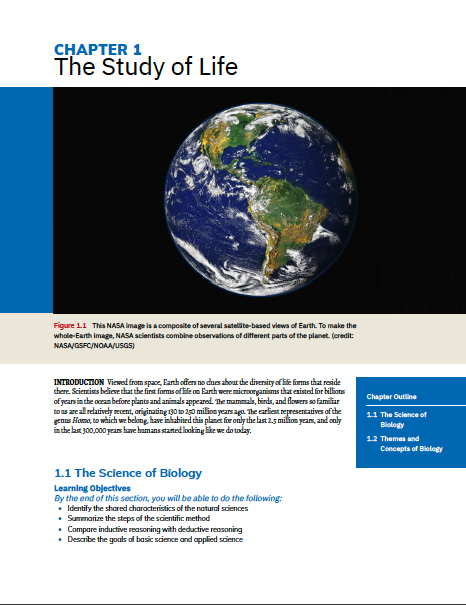 CHAPTER 1
The Study of Life
Figure 1.1 This NASA image is a composite of several satellite-based views of Earth. To make the
whole-Earth image, NASA scientists combine observations of different parts of the planet. (credit:
NASA/GSFC/NOAA/USGS)
INTRODUCTION Viewed from space, Earth offers no clues about the diversity of life forms that reside
there. Scientists believe that the first forms of life on Earth were microorganisms that existed for billions
of years in the ocean before plants and animals appeared. The mammals, birds, and flowers so familiar
to us are all relatively recent, originating 130 to 250 million years ago. The earliest representatives of the
genus Homo, to which we belong, have inhabited this planet for only the last 2.5 million years, and only
in the last 300,000 years have humans started looking like we do today.
Chapter Outline
1.1 The Science of
Biology
1.2 Themes and
Concepts of Biology
1.1 The Science of Biology
Learning Objectives
By the end of this section, you will be able to do the following:
• Identify the shared characteristics of the natural sciences
• Summarize the steps of the scientific method
• Compare inductive reasoning with deductive reasoning
• Describe the goals of basic science and applied science